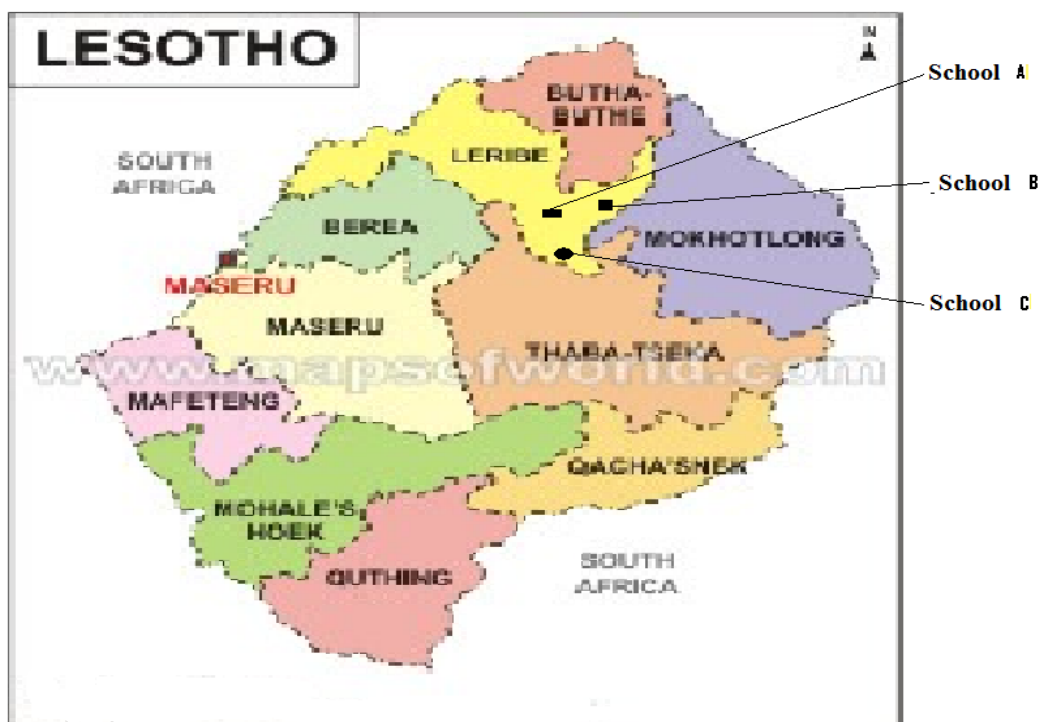 LESOTHO
N
School A
BUTHA-
BUTHE
LERIBE
SOUTH
AFRICA
School B
BEREA
MOKHOTLONG
MASERU
School C
MASERU
THABA-TSEKA
www.mapsofworld.com
MAFETENG
QACHA'SNEK
MOHALE'S
HOEK
SOUTH
AFRICA
QUTHING